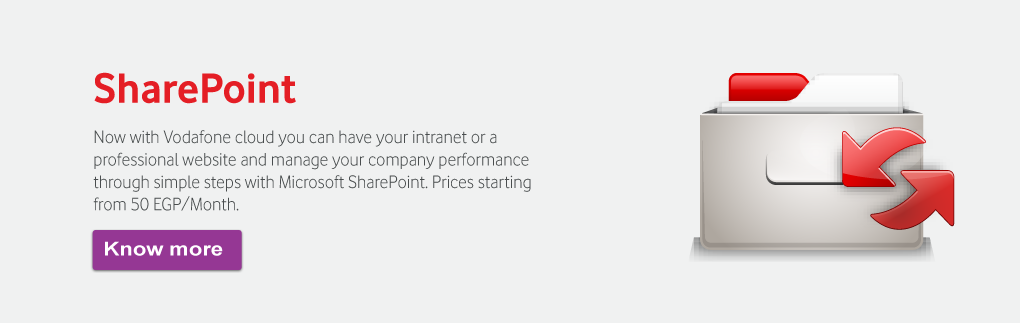 SharePoint
Now with Vodafone cloud you can have your intranet or a
professional website and manage your company performance
through simple steps with Microsoft SharePoint. Prices starting
from 50 EGP/Month.
Know more